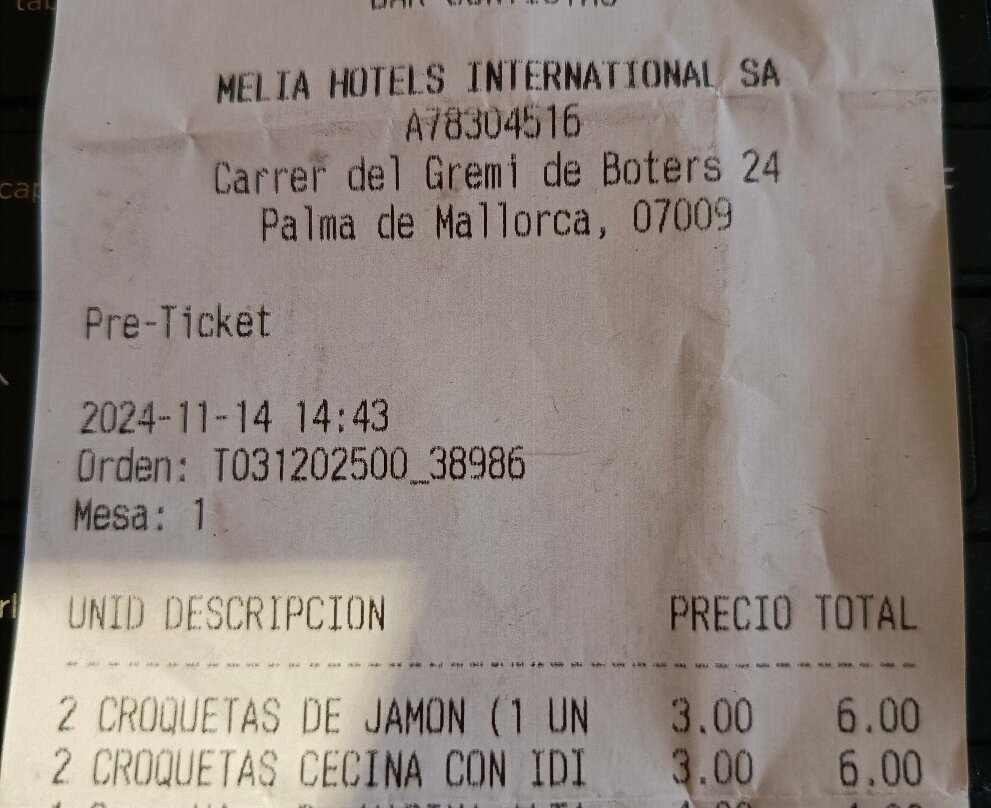 MELIA HOTELS INTERNATIONAL SA
A78304516
Carrer del Gremi de Boters 24
Palma de Mallorca, 07009
Pre-Ticket
2024-11-14 14:43
Orden: T031202500_38986
Mesa: 1
UNID DESCRIPCION PRECIO TOTAL
2 CROQUETAS DE JAMON (1 UN 3.00 6.00
2 CROQUETAS CECINA CON IDI 3.00 6.00